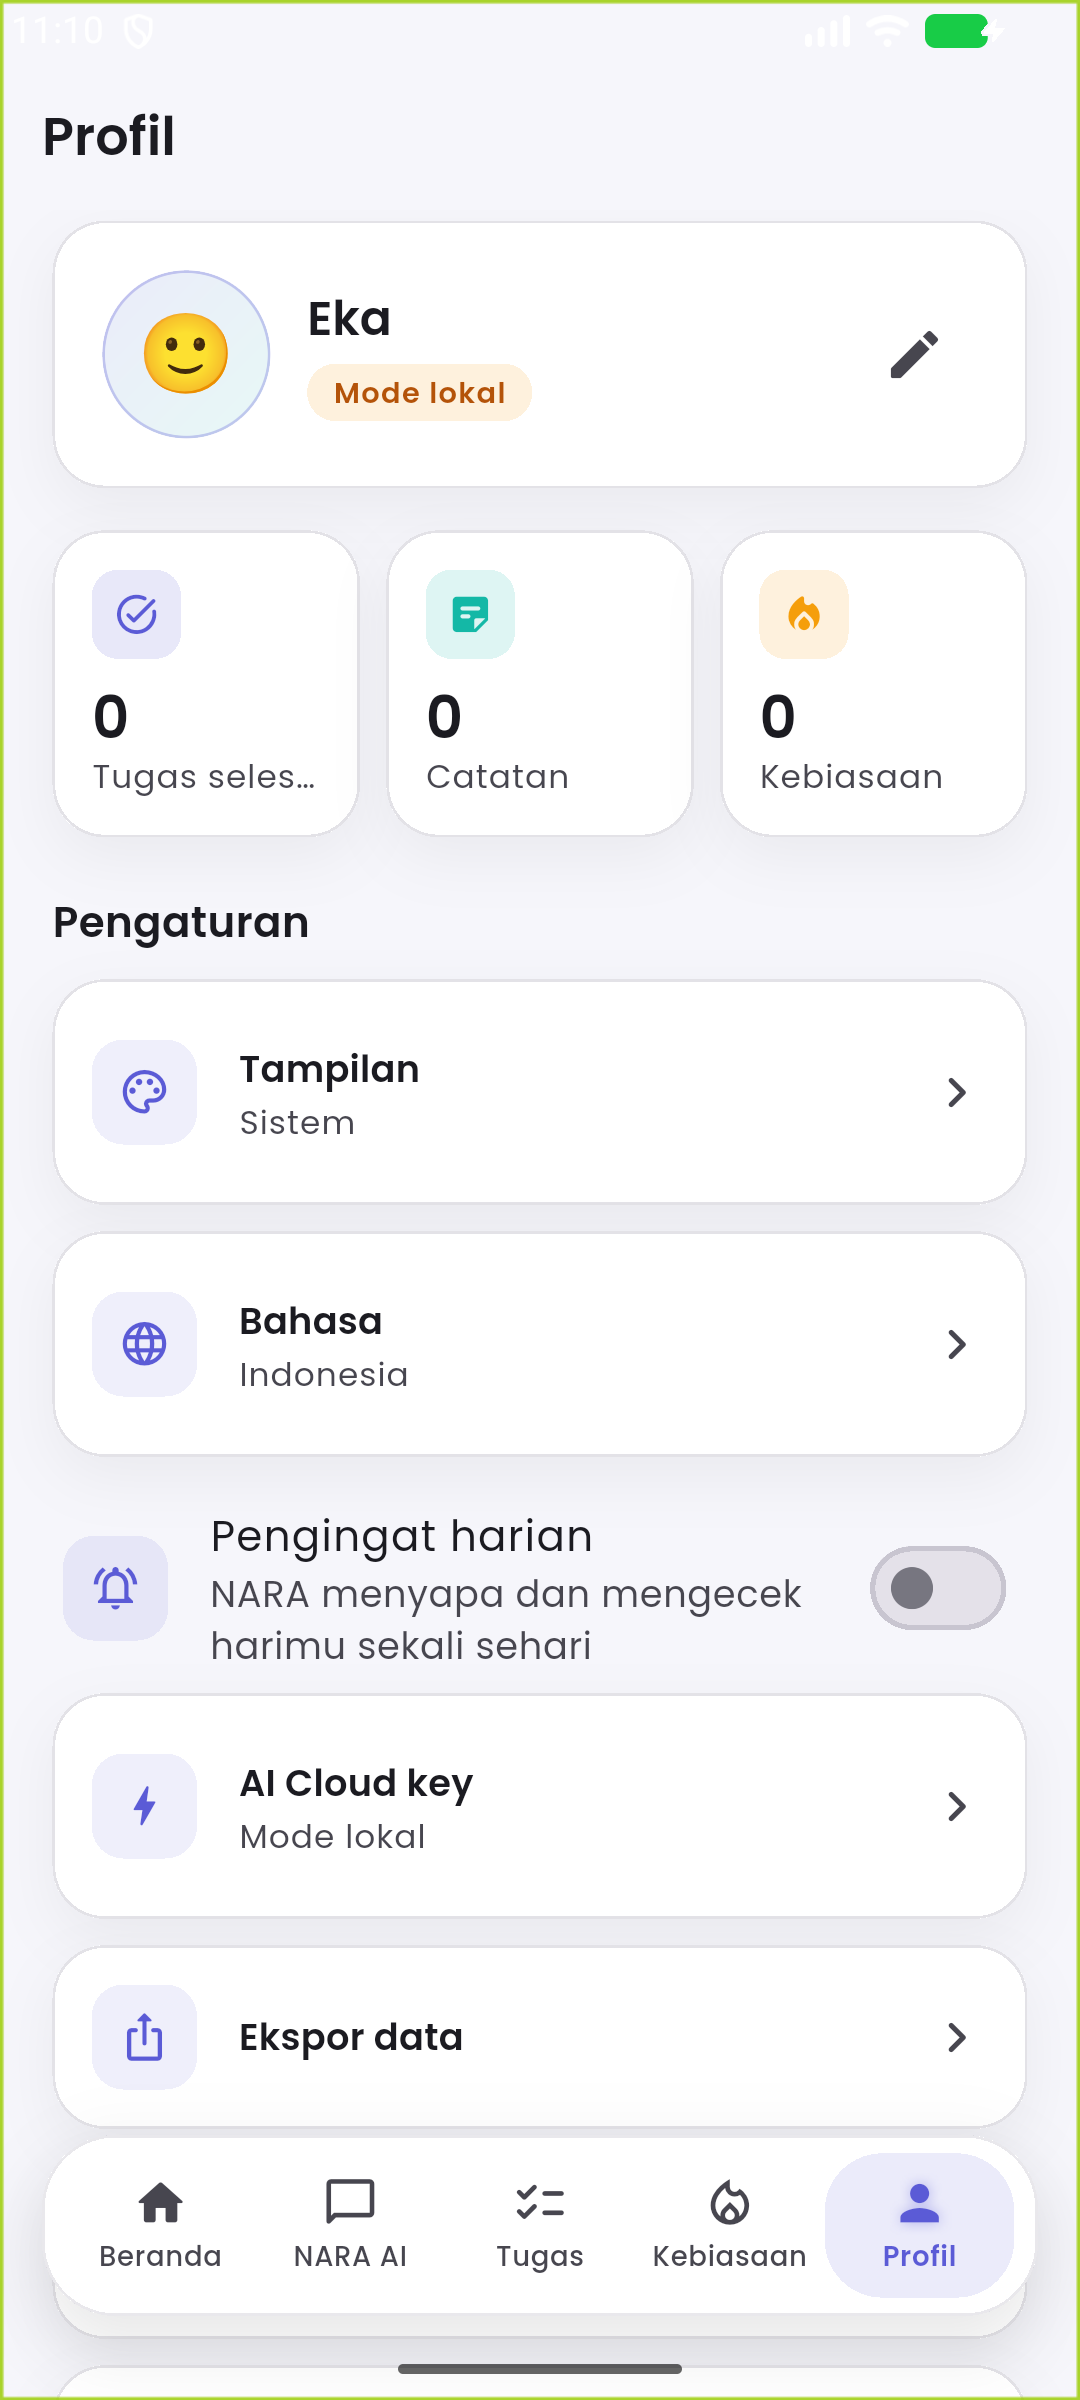 11:10
Profil
Eka
Mode lokal
0
Tugas seles...
0
Catatan
0
Kebiasaan
Pengaturan
Tampilan
Sistem
Bahasa
Indonesia
Pengingat harian
NARA menyapa dan mengecek
harimu sekali sehari
AI Cloud key
Mode lokal
Ekspor data
Beranda
NARA AI
Tugas
Kebiasaan
Profil